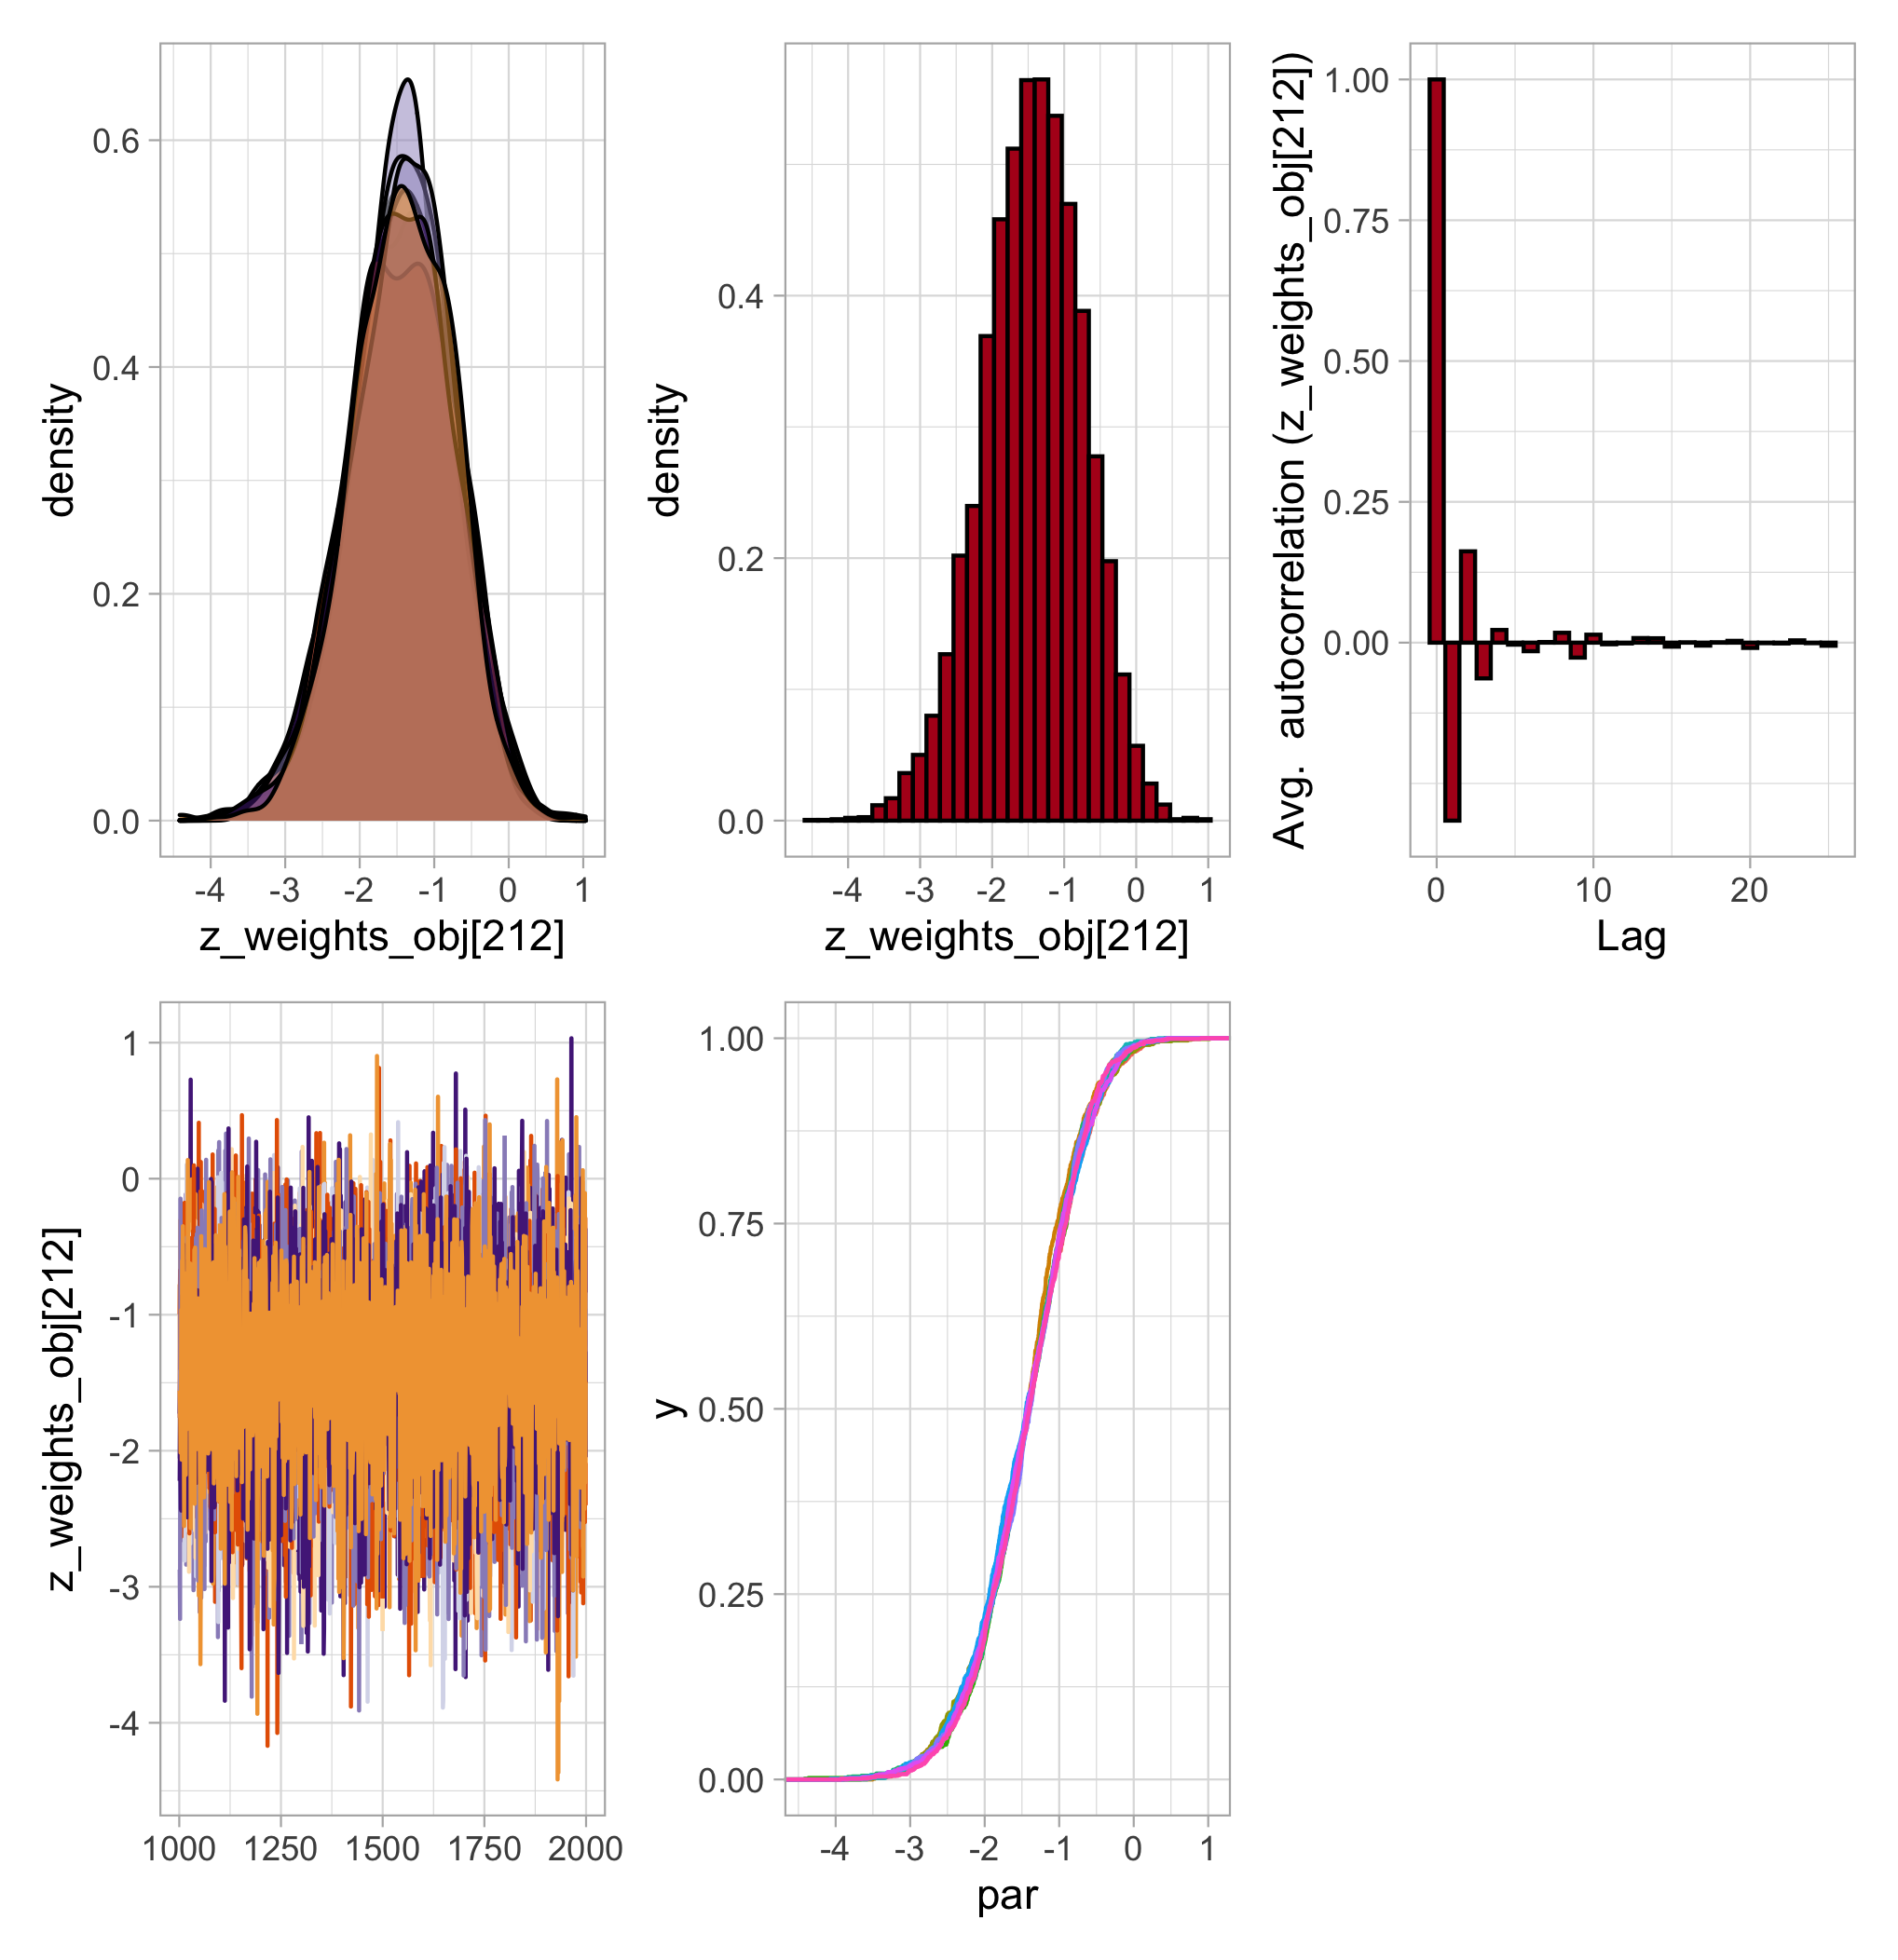 density
0.6
0.4
0.2
0.0
-4 -3 -2 -1 0 1
z_weights_obj[212]
density
0.4
0.2
0.0
-4 -3 -2 -1 0 1
z_weights_obj[212]
Avg. autocorrelation (z_weights_obj[212])
1.00
0.75
0.50
0.25
0.00
0 10 20
Lag
z_weights_obj[212]
1
0
-1
-2
-3
-4
1000 1250 1500 1750 2000
y
1.00
0.75
0.50
0.25
0.00
-4 -3 -2 -1 0 1
par